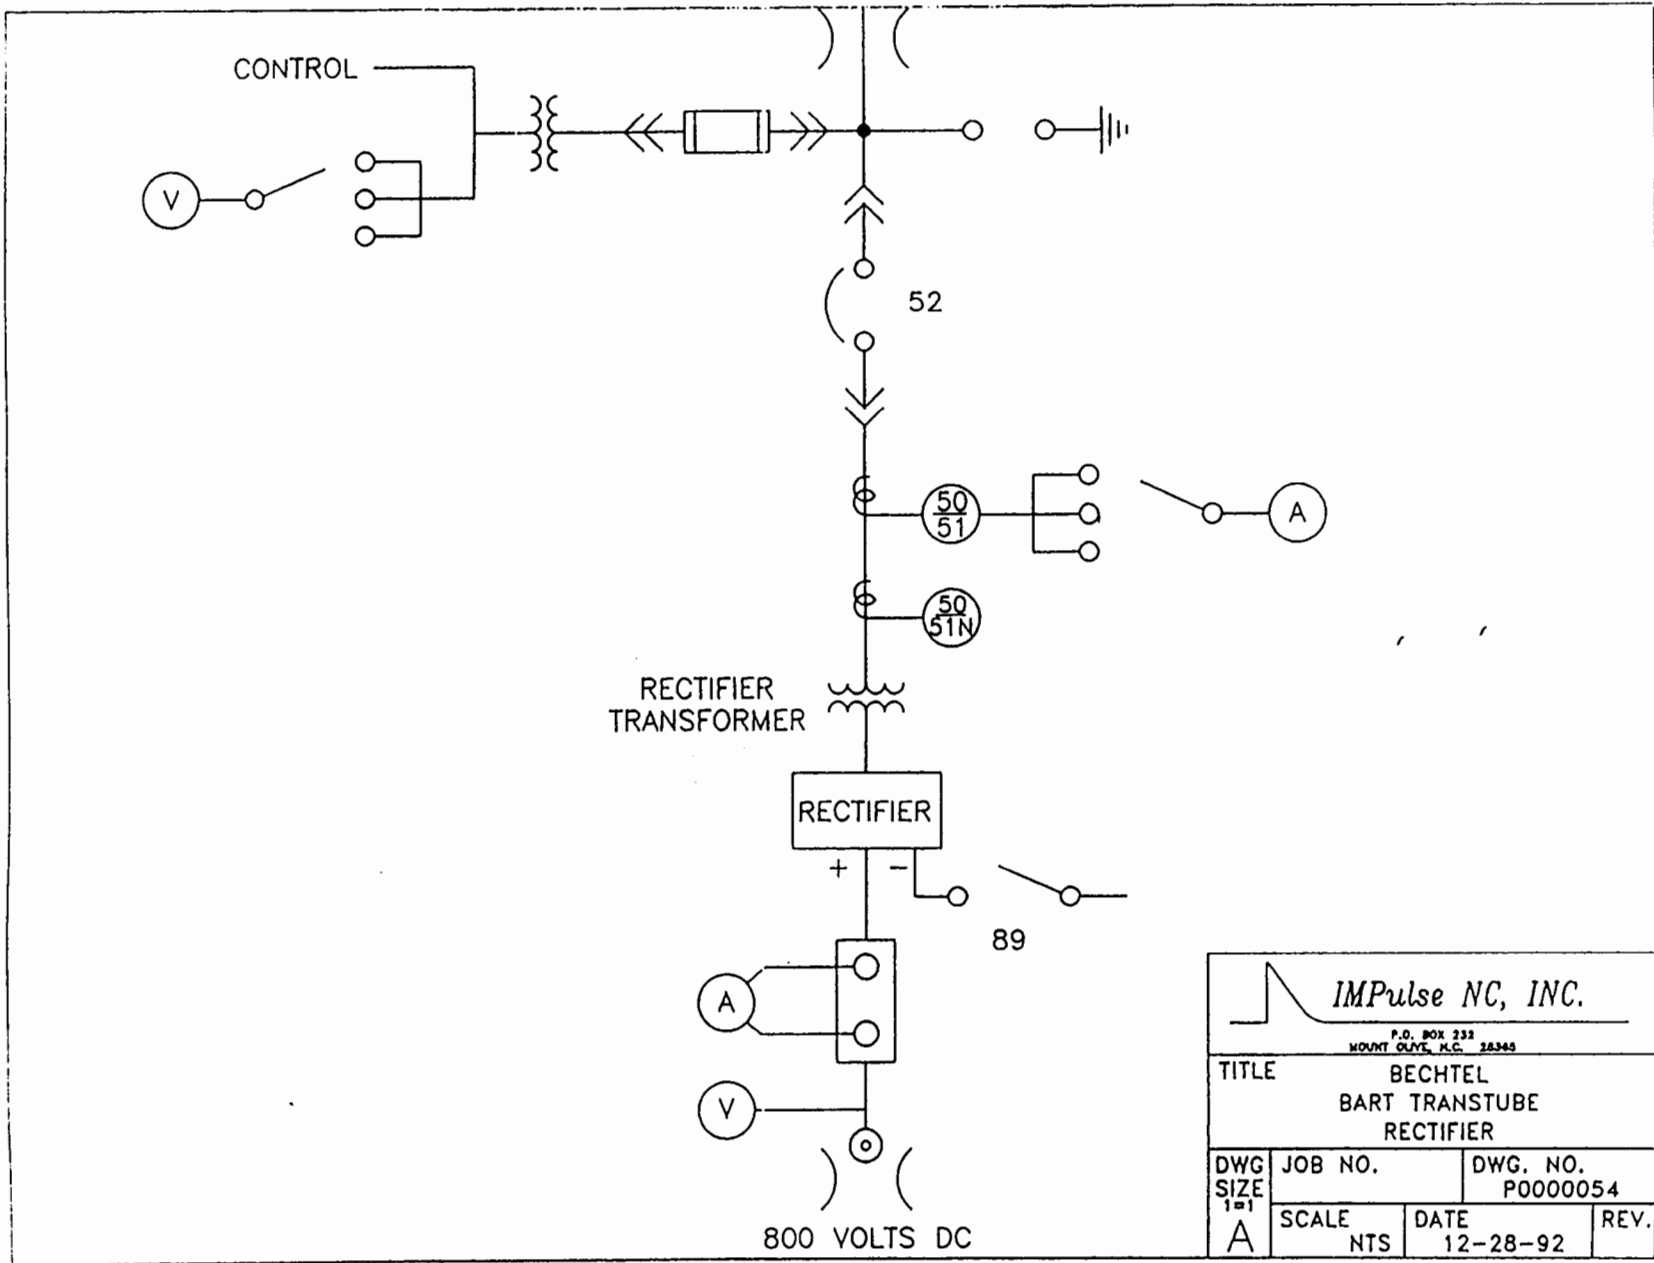 CONTROL
V
52
50
51
A
50
51N
RECTIFIER
TRANSFORMER
RECTIFIER
+ -
89
A
V
800 VOLTS DC
IMPulse NC, INC.
P.O. BOX 232
MOUNT OLIVE, N.C. 28365
TITLE
BECHTEL
BART TRANSTUBE
RECTIFIER
DWG
SIZE
1=1
A
JOB NO.
DWG. NO.
P0000054
SCALE
NTS
DATE
12-28-92
REV.